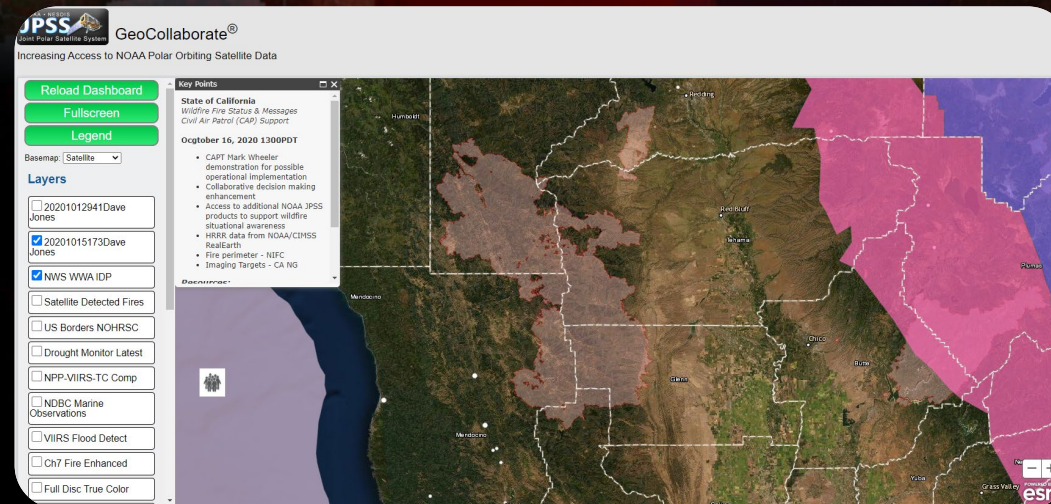 NOAA • NESDIS
JPSS
Joint Polar Satellite System
GeoCollaborate®
Increasing Access to NOAA Polar Orbiting Satellite Data
Reload Dashboard
Fullscreen
Legend
Basemap: Satellite
Layers
20201012941Dave
Jones
20201015173Dave
Jones
NWS WWA IDP
Satellite Detected Fires
US Borders NOHRSC
Drought Monitor Latest
NPP-VIIRS-TC Comp
NDBC Marine
Observations
VIIRS Flood Detect
Ch7 Fire Enhanced
Full Disc True Color
Key Points
State of California
Wildfire Fire Status & Messages
Civil Air Patrol (CAP) Support
Ocgtober 16, 2020 1300PDT
• CAPT Mark Wheeler
demonstration for possible
operational implementation
• Collaborative decision making
enhancement
• Access to additional NOAA JPSS
products to support wildfire
situational awareness
• HRRR data from NOAA/CIMSS
RealEarth
• Fire perimeter - NIFC
• Imaging Targets - CA NG
Resources:
Redding
Humboldt
Red Bluff
Tehama
Plumas
Mendocino
Chico
Butte
Glenn
Mendocino
Yuba
Grass Valley
POWERED BY
esri